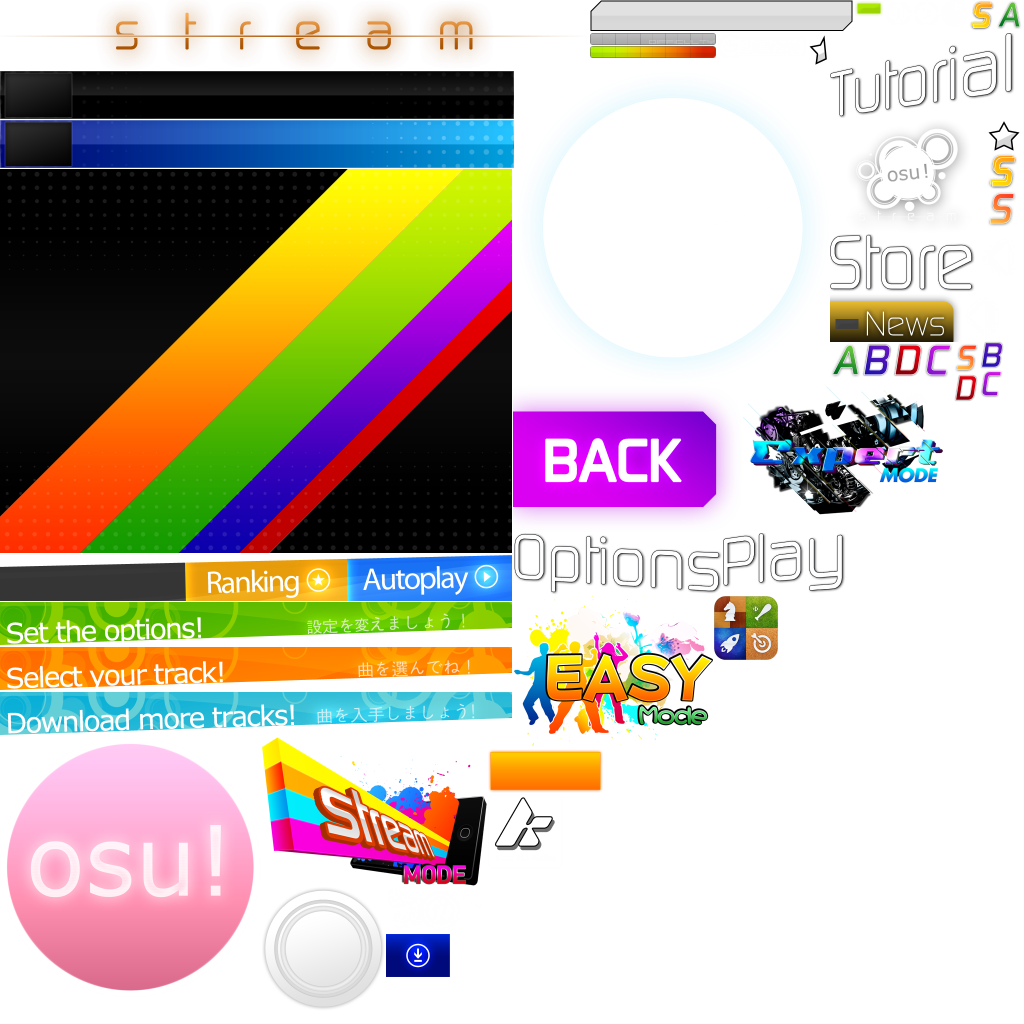 stream
S A
Tutorial
osu!
S
S
Store
News
A B D C S B
D C
BACK
Expert
MODE
Options Play
Ranking Autoplay
Set the options! 設定を変えましょう!
Select your track! 曲を選んでね!
Download more tracks! 曲を入手しましょう!
EASY
Mode
osu!
Stream
MODE